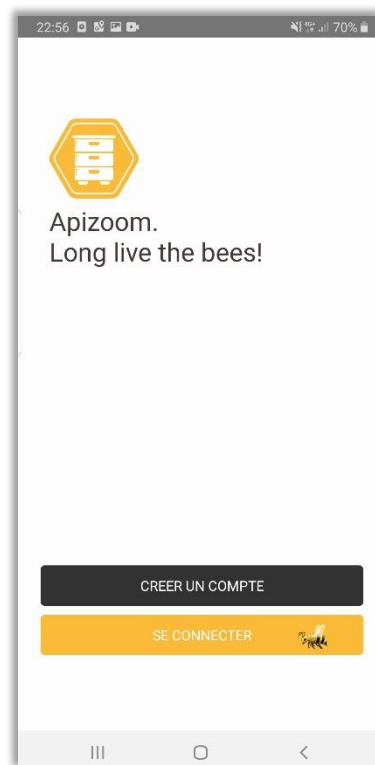 22:56 70%
Apizoom.
Long live the bees!
CREER UN COMPTE
SE CONNECTER